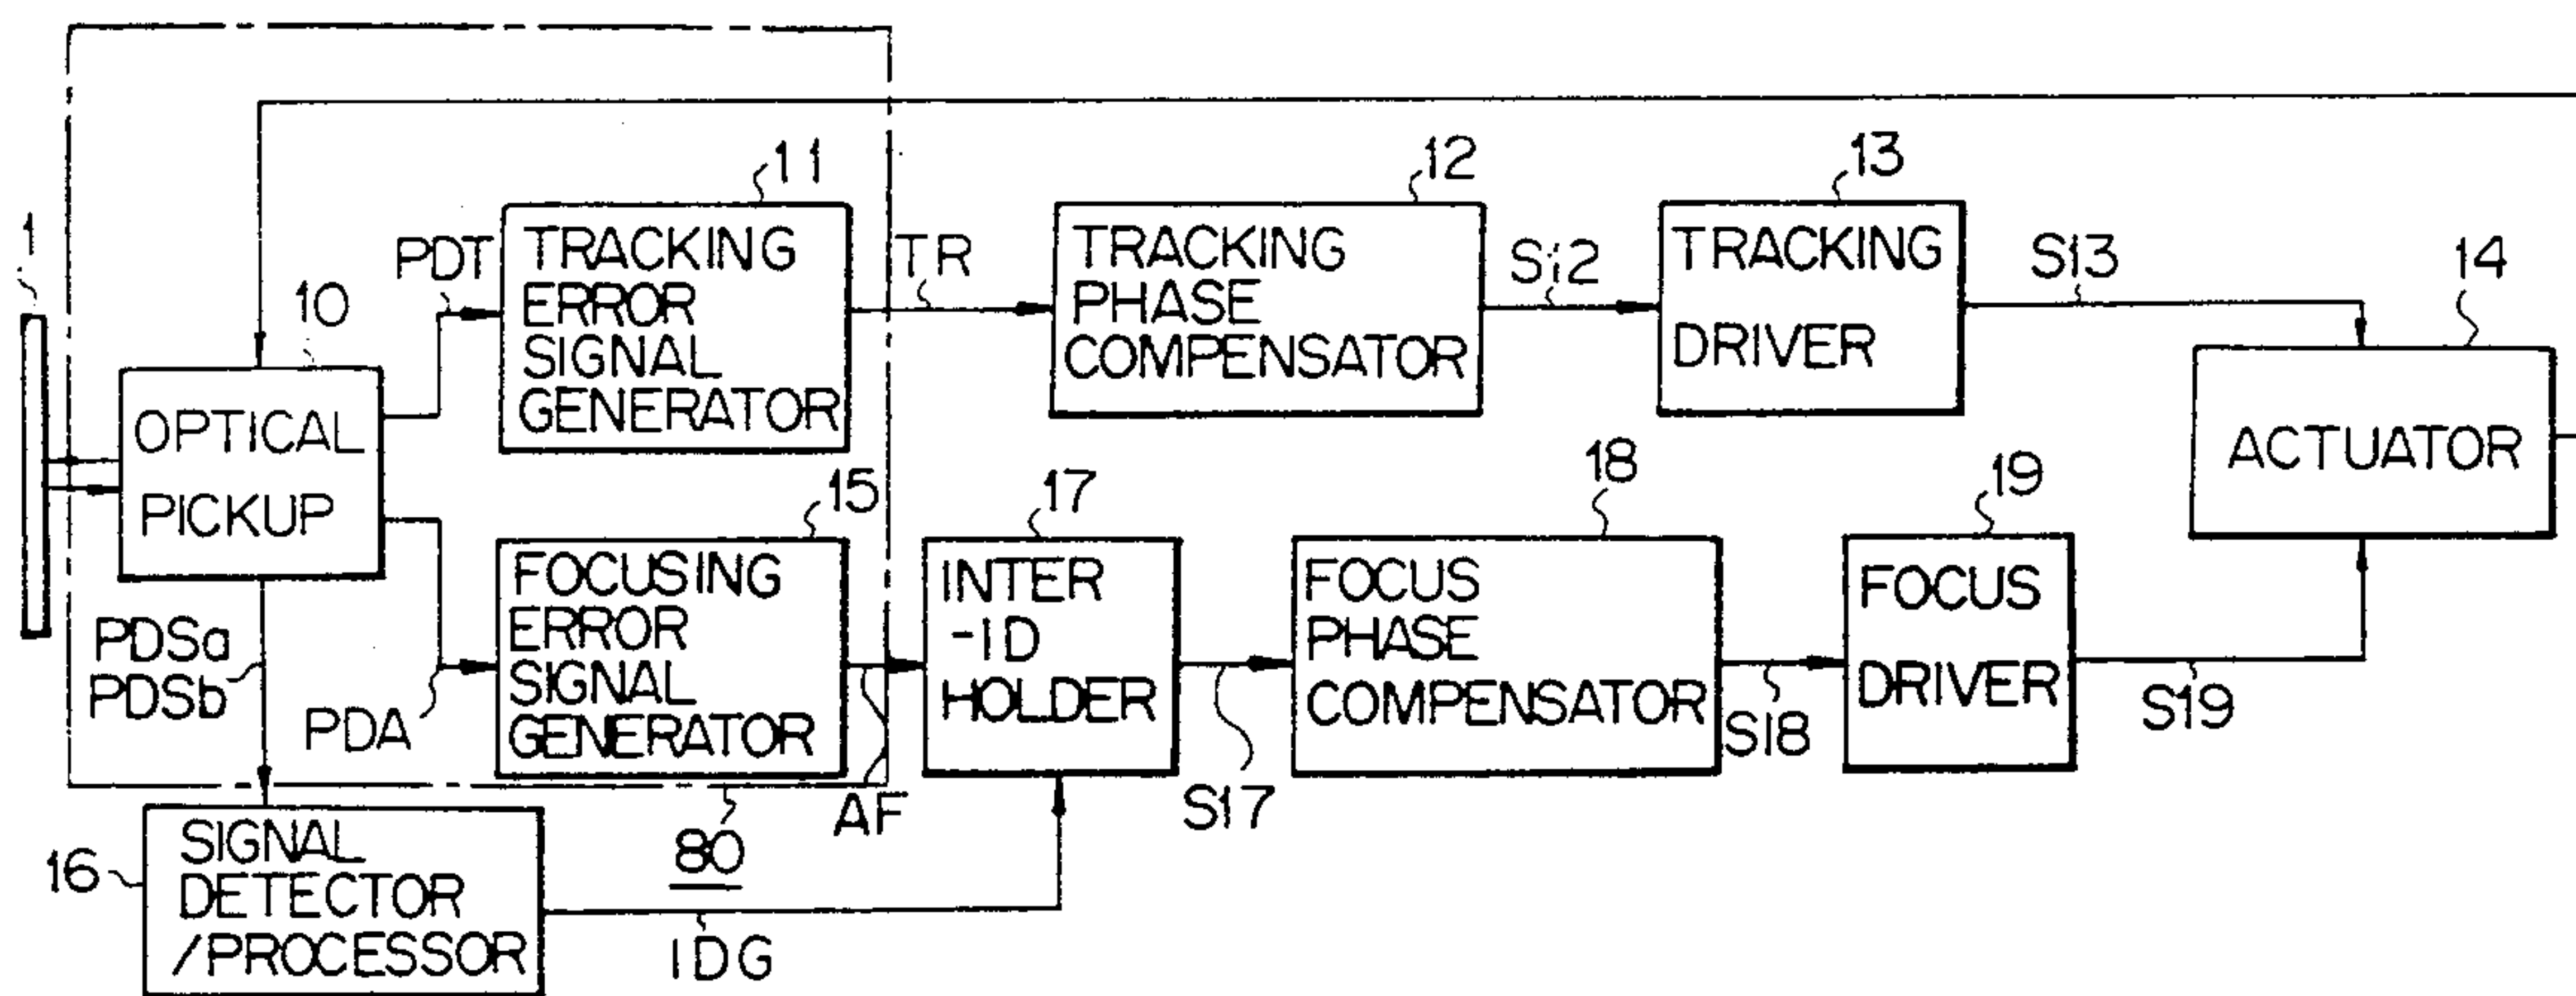 1
10
OPTICAL
PICKUP
PDT
11
TRACKING
ERROR
SIGNAL
GENERATOR
TR
12
TRACKING
PHASE
COMPENSATOR
S12
13
TRACKING
DRIVER
S13
14
ACTUATOR
PDSa
PDSb
PDA
15
FOCUSING
ERROR
SIGNAL
GENERATOR
AF
17
INTER
-ID
HOLDER
S17
18
FOCUS
PHASE
COMPENSATOR
S18
19
FOCUS
DRIVER
S19
80
16
SIGNAL
DETECTOR
/PROCESSOR
IDG